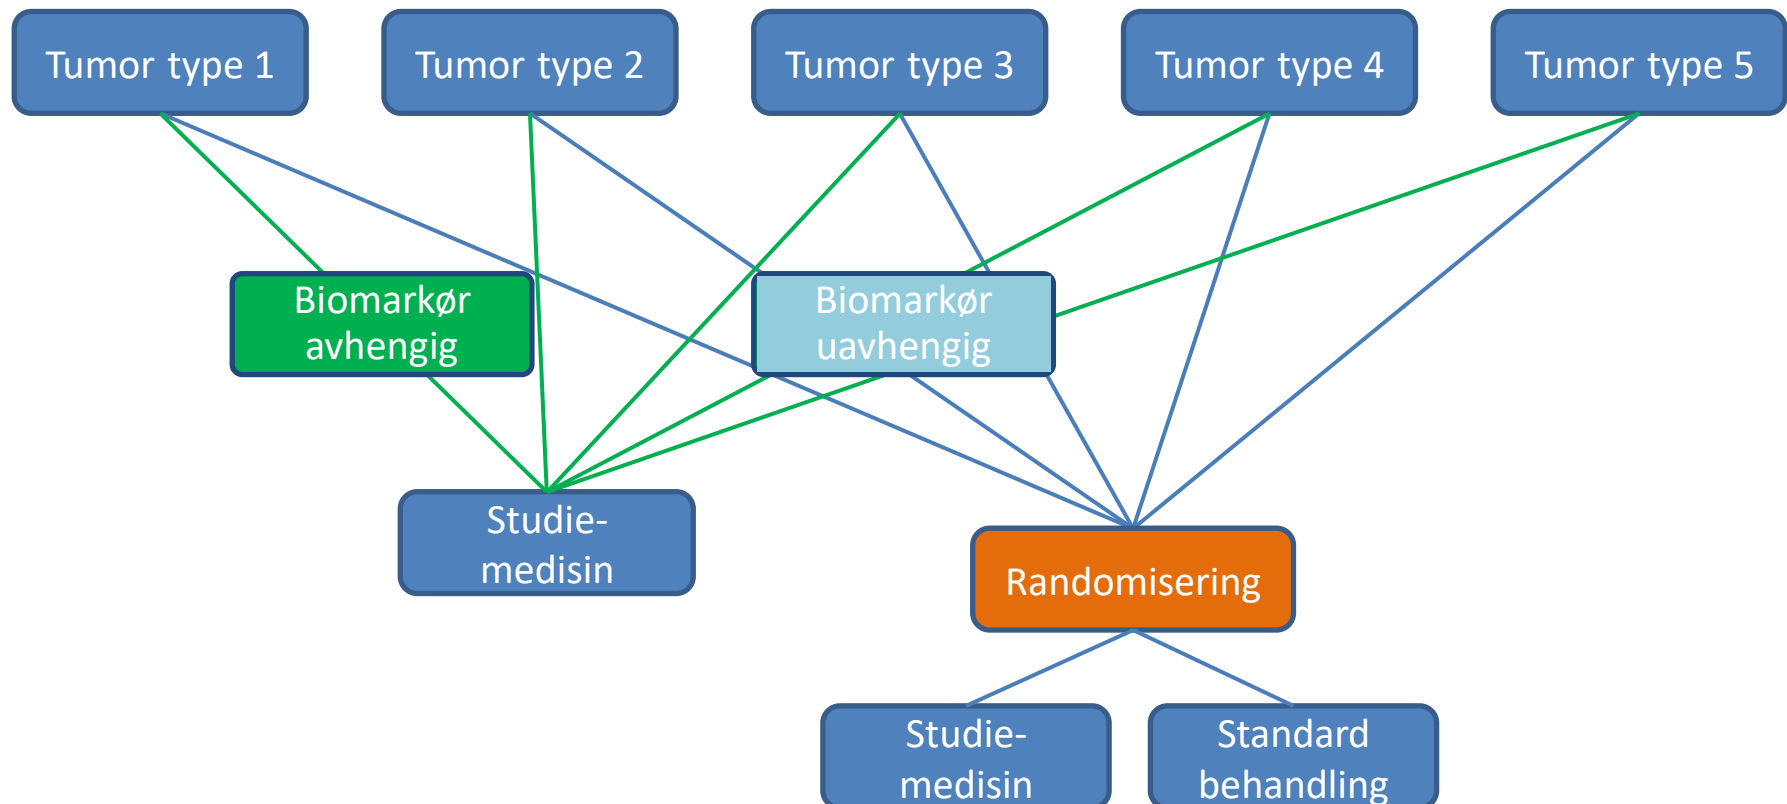 Tumor type 1
Tumor type 2
Tumor type 3
Tumor type 4
Tumor type 5
Biomarkør
avhengig
Biomarkør
uavhengig
Studie-
medisin
Randomisering
Studie-
medisin
Standard
behandling